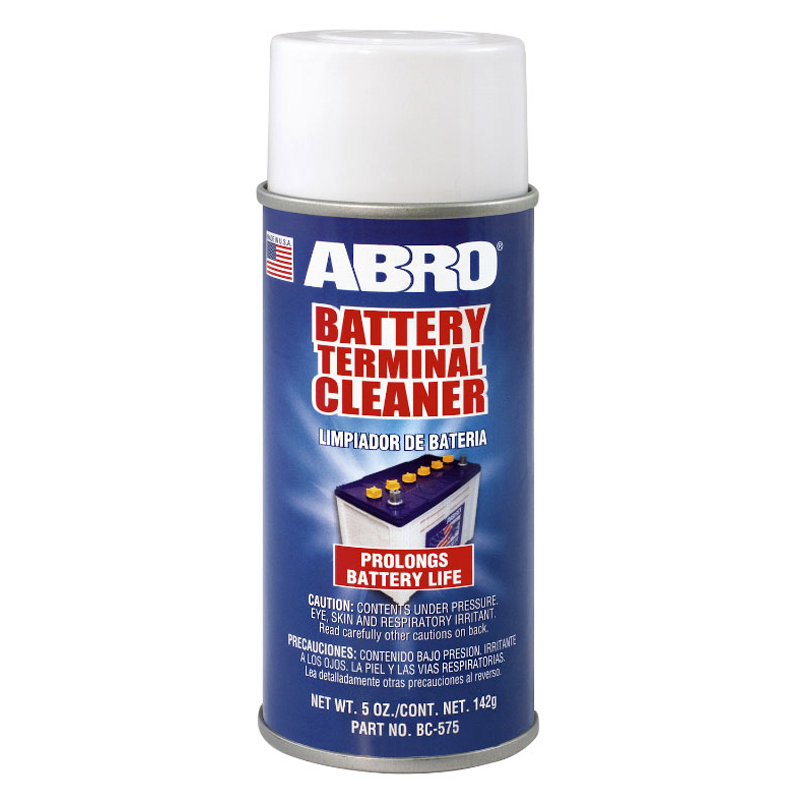 MADE IN U.S.A.
ABRO®
BATTERY
TERMINAL
CLEANER
LIMPIADOR DE BATERIA
PROLONGS
BATTERY LIFE
CAUTION: CONTENTS UNDER PRESSURE.
EYE, SKIN AND RESPIRATORY IRRITANT.
Read carefully other cautions on back.
PRECAUCIONES: CONTENIDO BAJO PRESION. IRRITANTE
A LOS OJOS. LA PIEL Y LAS VIAS RESPIRATORIAS.
Lea detalladamente otras precauciones al reverso.
NET WT. 5 OZ./CONT. NET. 142g
PART NO. BC-575